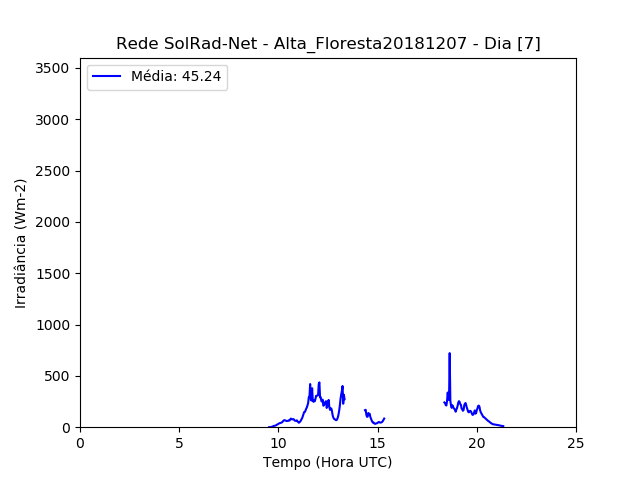 Rede SolRad-Net - Alta_Floresta20181207 - Dia [7]
Média: 45.24
3500
3000
2500
2000
1500
1000
500
0
Irradiância (Wm-2)
0 5 10 15 20 25
Tempo (Hora UTC)